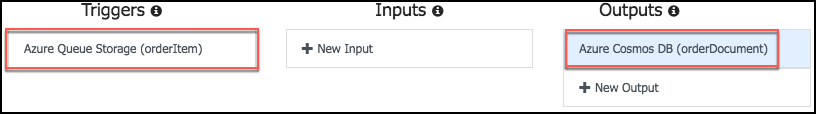 Triggers
Inputs
Outputs
Azure Queue Storage (orderItem)
+ New Input
Azure Cosmos DB (orderDocument)
+ New Output